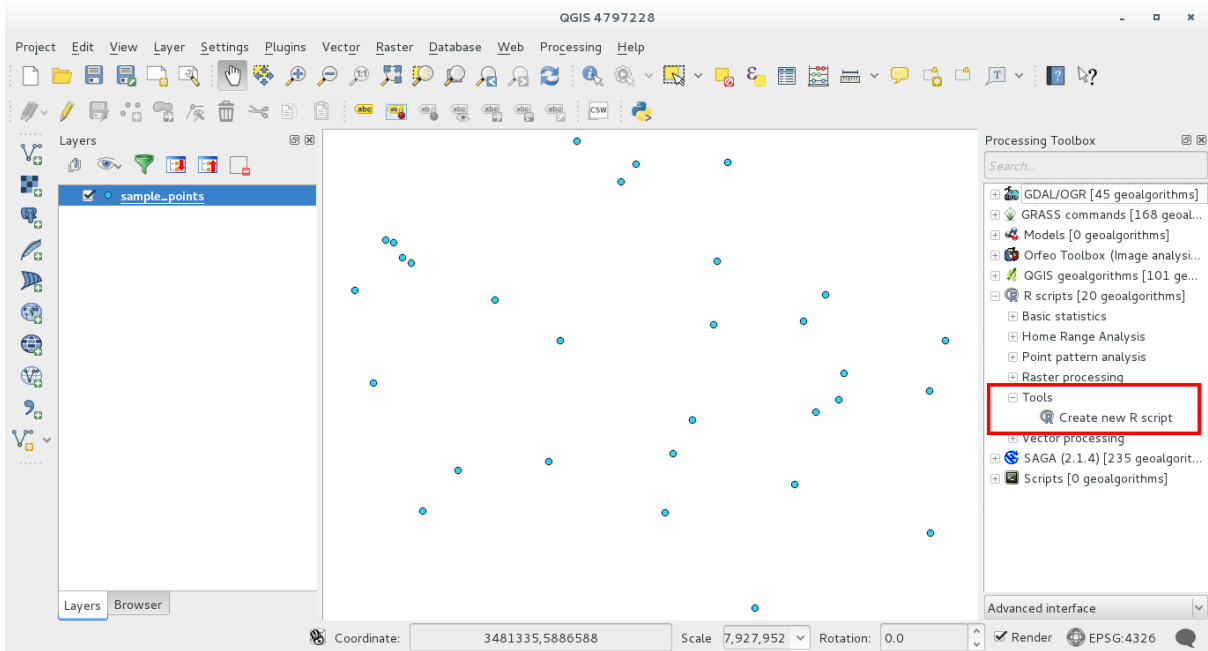 QGIS 4797228
Project Edit View Layer Settings Plugins Vector Raster Database Web Processing Help
1:1
T
?
abc
CSW
Layers
sample_points
Layers Browser
Processing Toolbox
Search...
GDAL/OGR [45 geoalgorithms]
GRASS commands [168 geoal...
Models [0 geoalgorithms]
Orfeo Toolbox (Image analysi...
QGIS geoalgorithms [101 ge...
R scripts [20 geoalgorithms]
Basic statistics
Home Range Analysis
Point pattern analysis
Raster processing
Tools
Create new R script
Vector processing
SAGA (2.1.4) [235 geoalgorit...
Scripts [0 geoalgorithms]
Advanced interface
Coordinate: 3481335,5886588 Scale 7,927,952 Rotation: 0.0 Render EPSG:4326